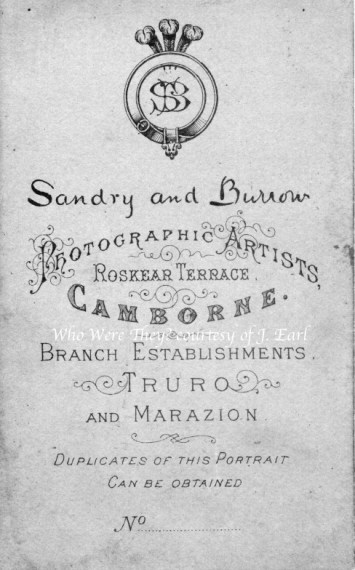 SB
Sandry and Burrow
PHOTOGRAPHIC ARTISTS,
ROSKEAR TERRACE.
CAMBORNE.
Who Were They courtesy of J. Earl
BRANCH ESTABLISHMENTS.
TRURO,
AND MARAZION
DUPLICATES OF THIS PORTRAIT
CAN BE OBTAINED
No